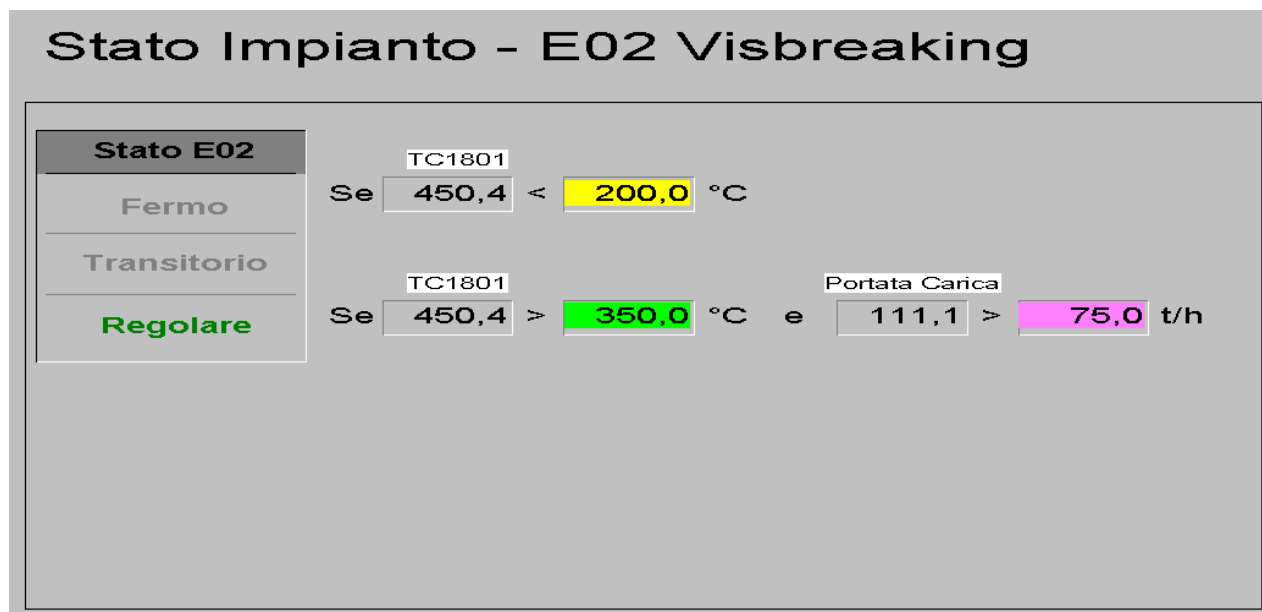 Stato Impianto - E02 Visbreaking
Stato E02
TC1801
Fermo
Se 450,4 < 200,0 °C
Transitorio
TC1801 Portata Carica
Regolare
Se 450,4 > 350,0 °C e 111,1 > 75,0 t/h